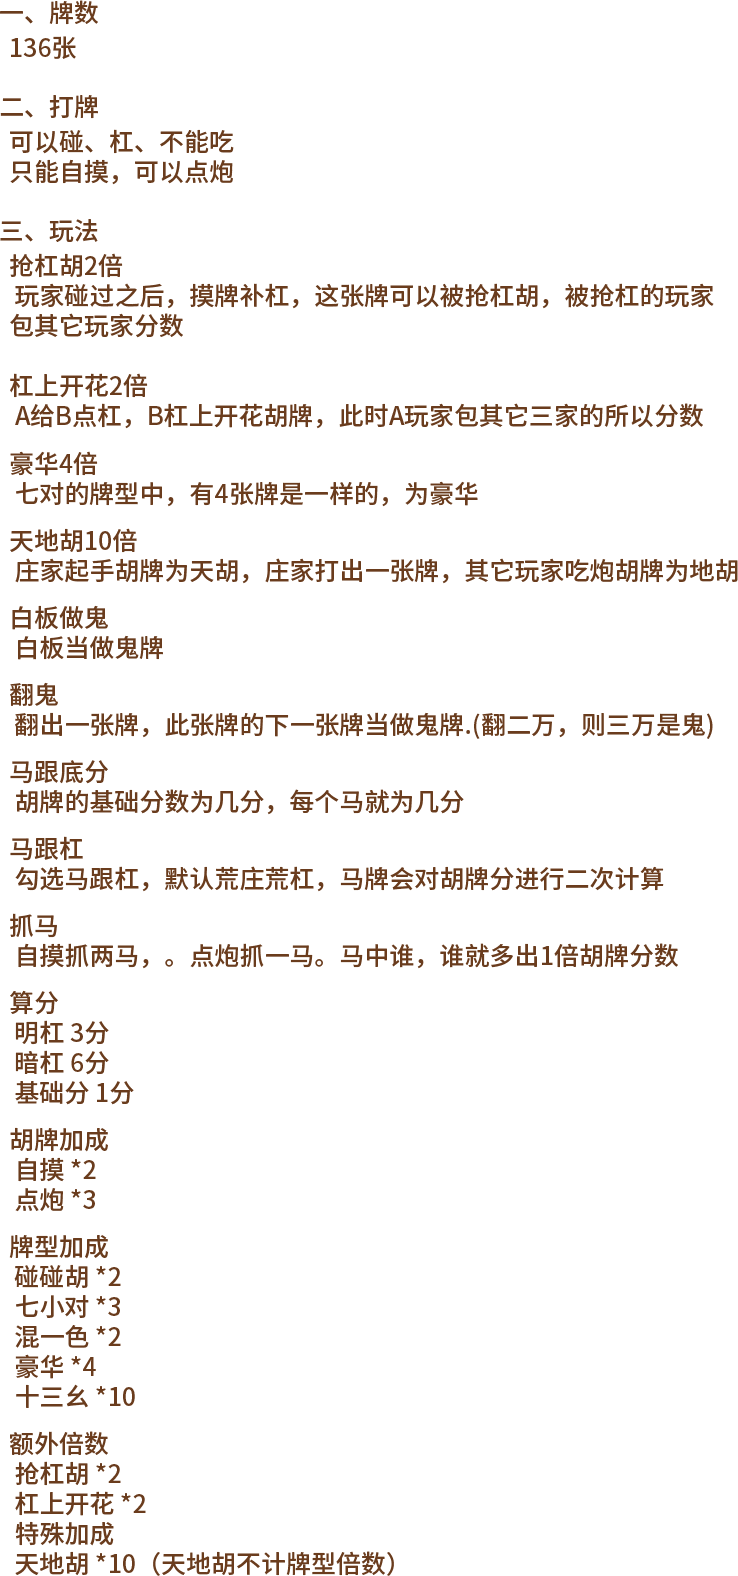 一、牌数
136张
二、打牌
可以碰、杠、不能吃
只能自摸，可以点炮
三、玩法
抢杠胡2倍
玩家碰过之后，摸牌补杠，这张牌可以被抢杠胡，被抢杠的玩家
包其它玩家分数
杠上开花2倍
A给B点杠，B杠上开花胡牌，此时A玩家包其它三家的所以分数
豪华4倍
七对的牌型中，有4张牌是一样的，为豪华
天地胡10倍
庄家起手胡牌为天胡，庄家打出一张牌，其它玩家吃炮胡牌为地胡
白板做鬼
白板当做鬼牌
翻鬼
翻出一张牌，此张牌的下一张牌当做鬼牌.(翻二万，则三万是鬼)
马跟底分
胡牌的基础分数为几分，每个马就为几分
马跟杠
勾选马跟杠，默认荒庄荒杠，马牌会对胡牌分进行二次计算
抓马
自摸抓两马，。点炮抓一马。马中谁，谁就多出1倍胡牌分数
算分
明杠 3分
暗杠 6分
基础分 1分
胡牌加成
自摸 *2
点炮 *3
牌型加成
碰碰胡 *2
七小对 *3
混一色 *2
豪华 *4
十三幺 *10
额外倍数
抢杠胡 *2
杠上开花 *2
特殊加成
天地胡 *10（天地胡不计牌型倍数）